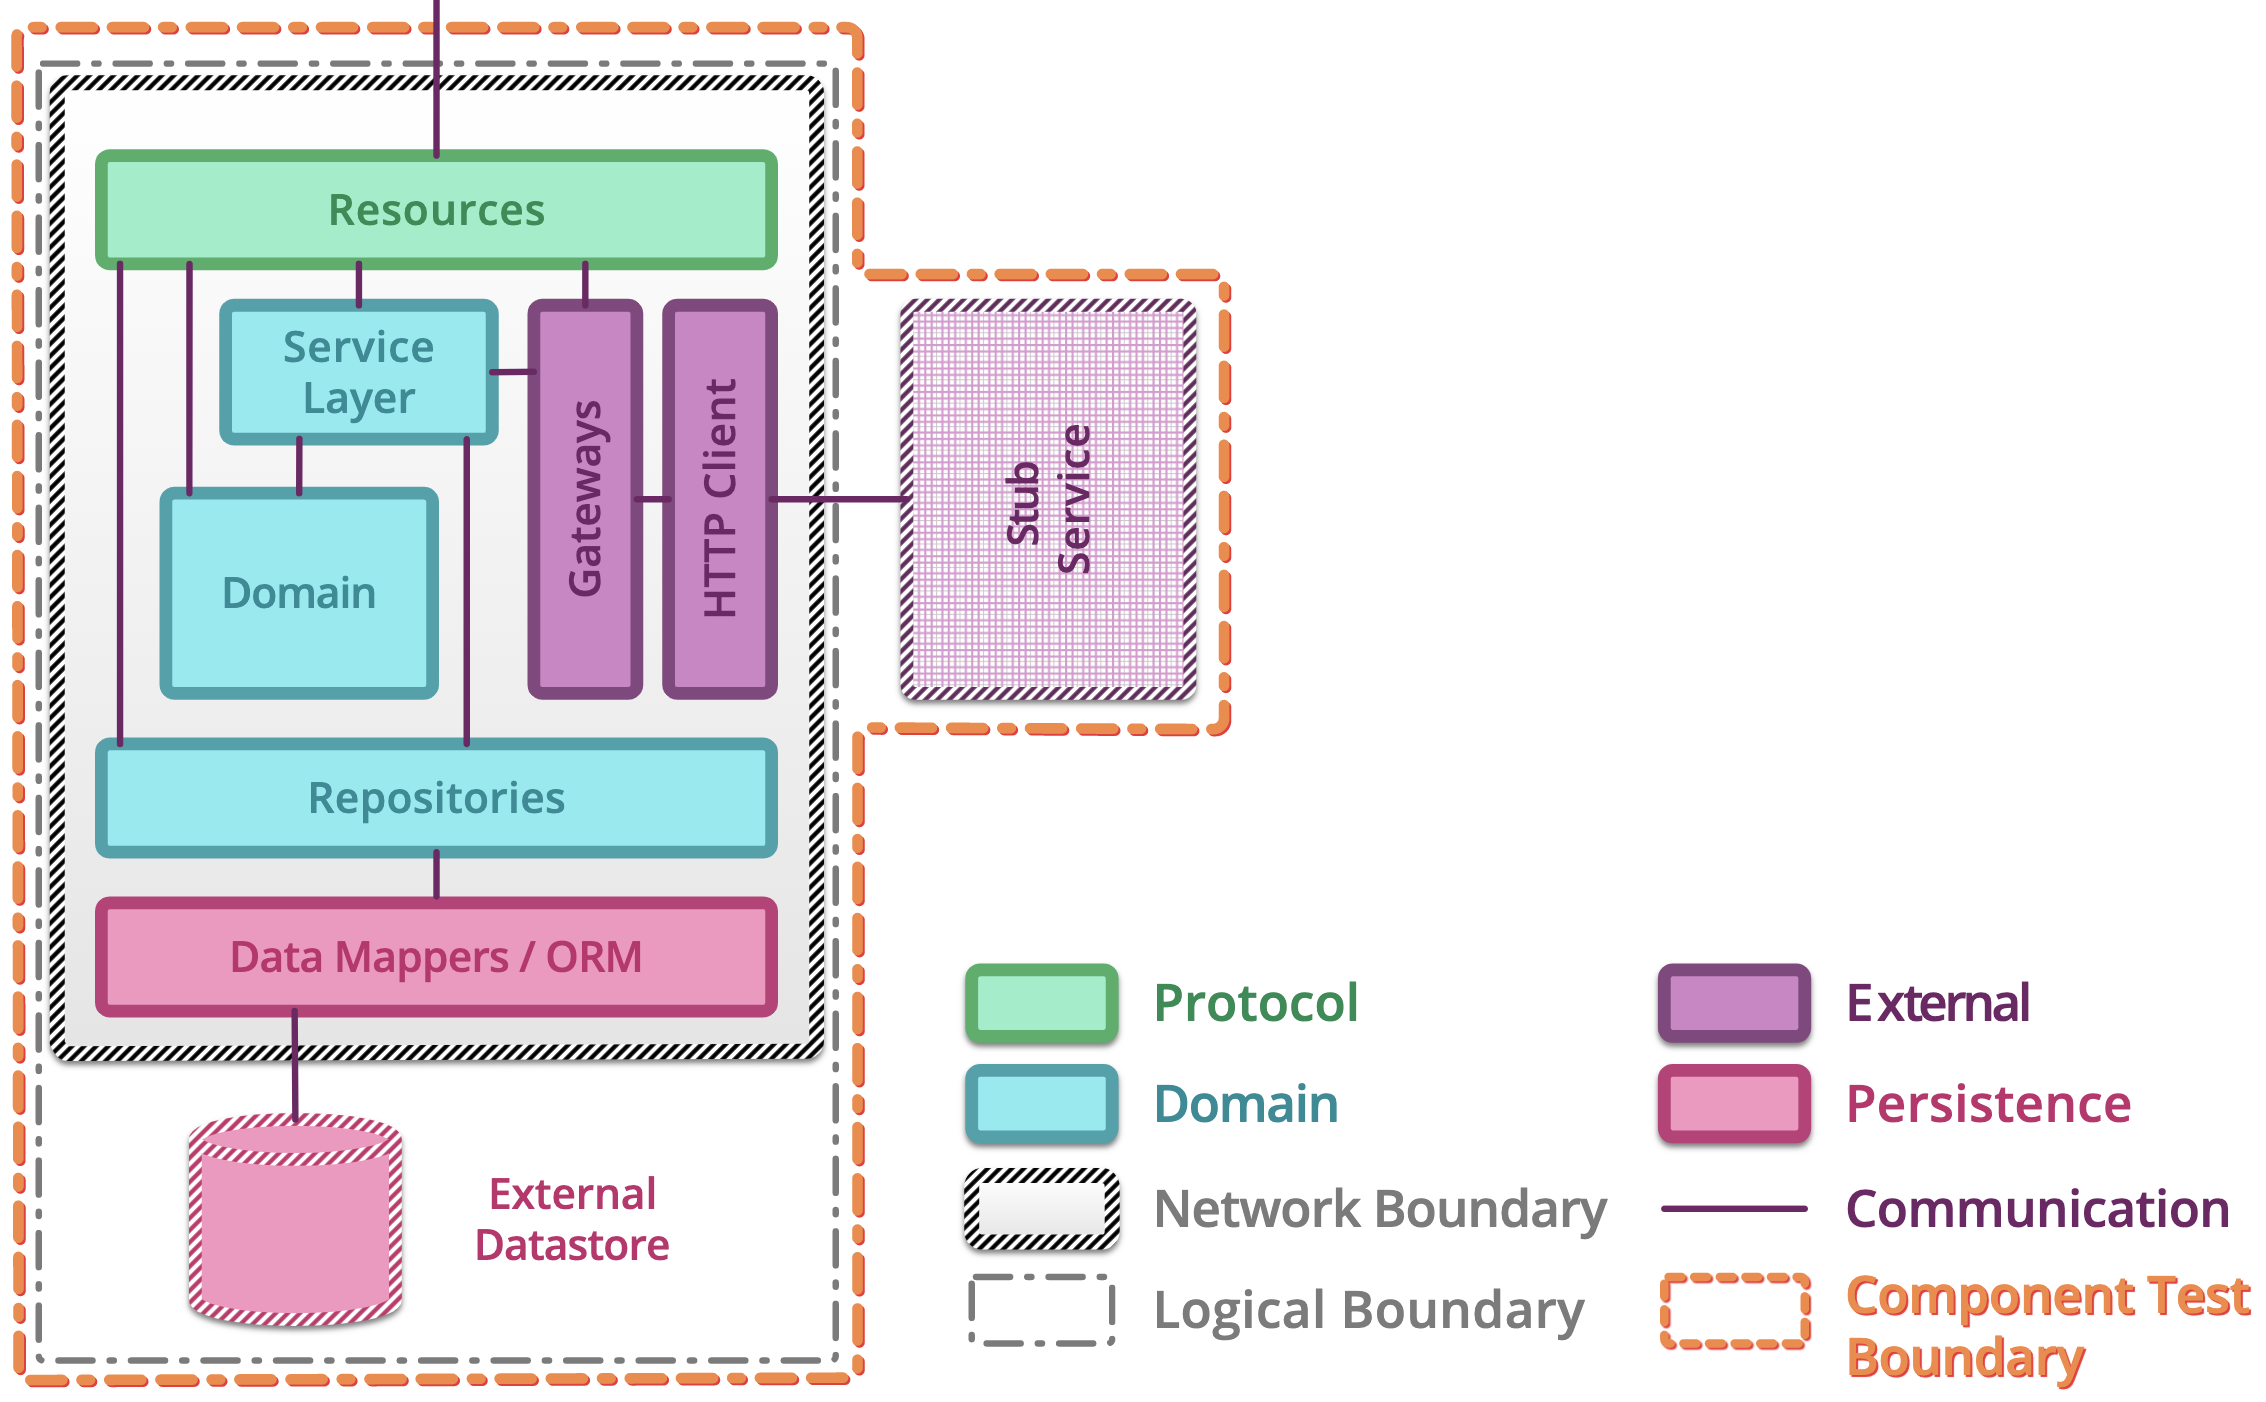 Resources
Service
Layer
Gateways
HTTP Client
Stub
Service
Domain
Repositories
Data Mappers / ORM
External
Datastore
Protocol
External
Domain
Persistence
Network Boundary
Communication
Logical Boundary
Component Test
Boundary